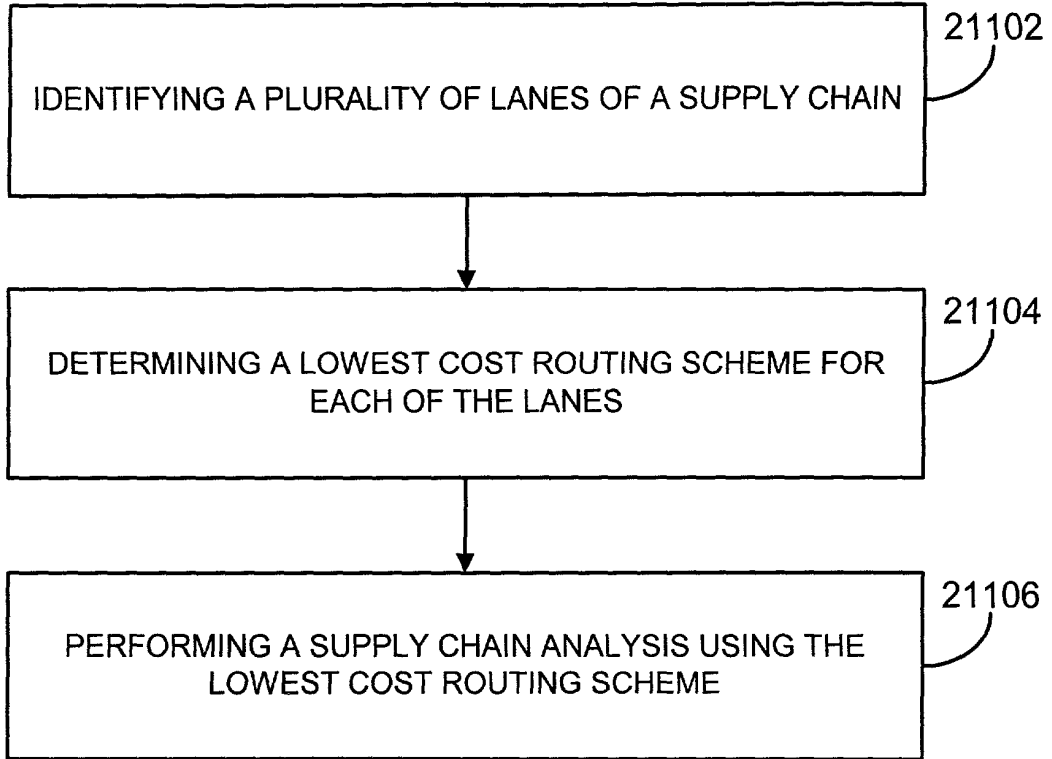 21102
IDENTIFYING A PLURALITY OF LANES OF A SUPPLY CHAIN
21104
DETERMINING A LOWEST COST ROUTING SCHEME FOR
EACH OF THE LANES
21106
PERFORMING A SUPPLY CHAIN ANALYSIS USING THE
LOWEST COST ROUTING SCHEME